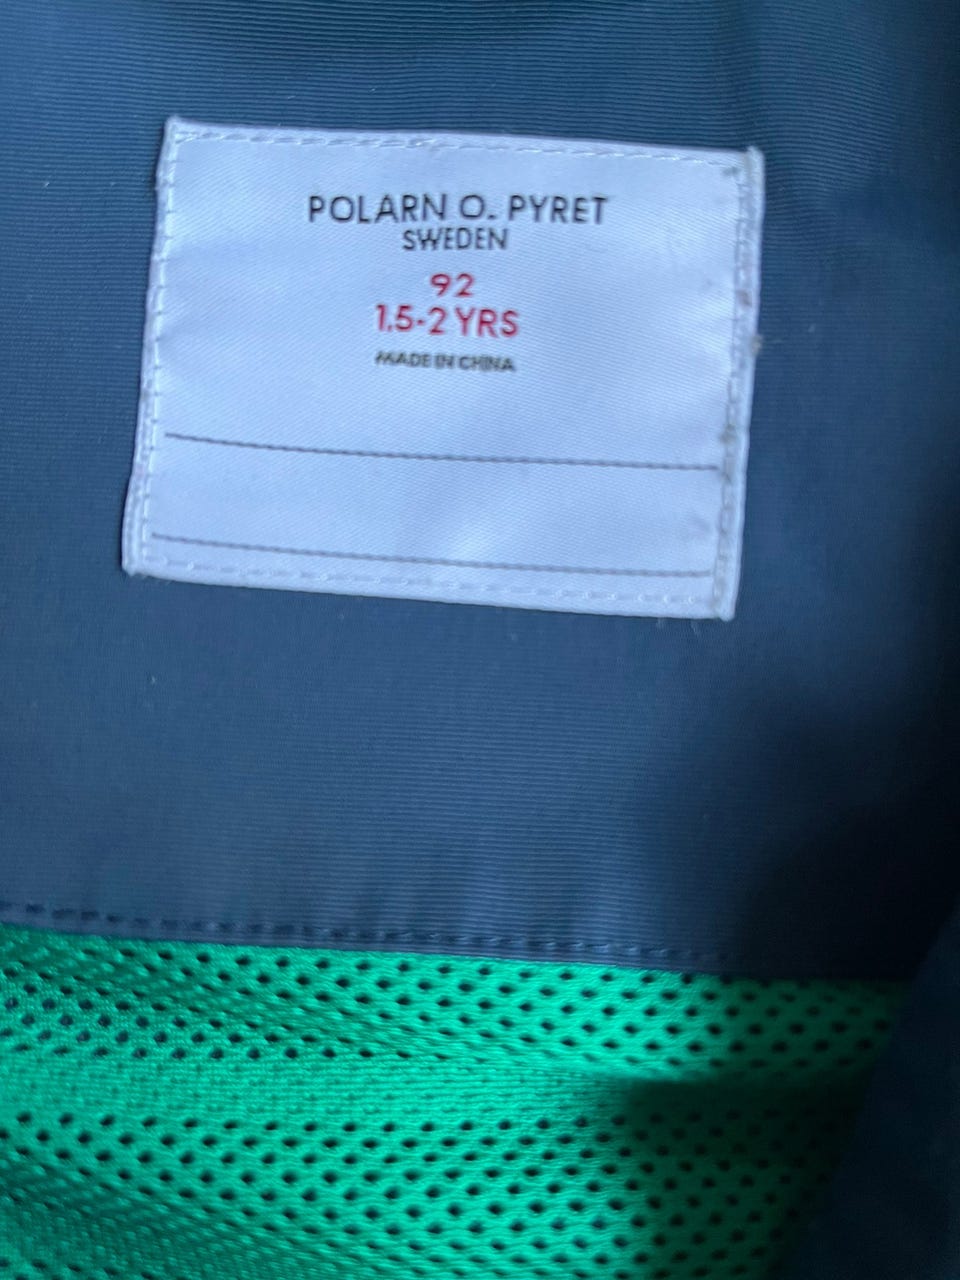 POLARN O. PYRET
SWEDEN
92
1.5-2 YRS
MADE IN CHINA